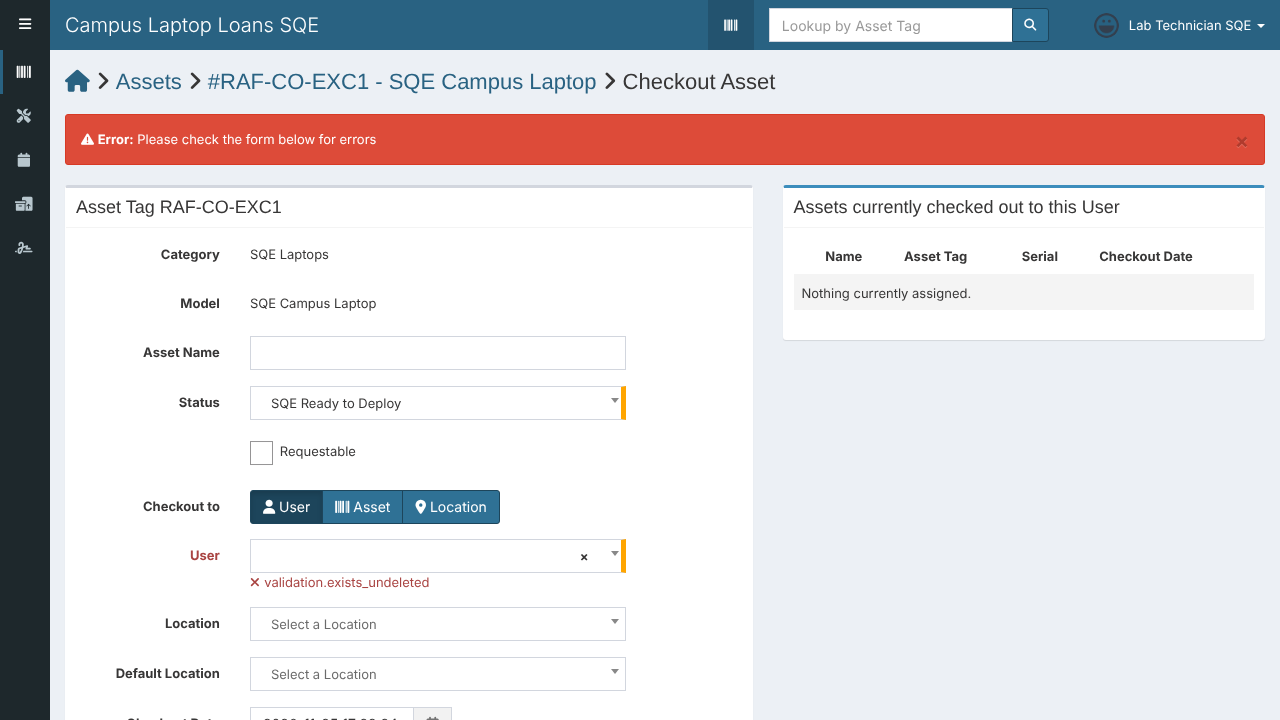 Campus Laptop Loans SQE
Lookup by Asset Tag
Lab Technician SQE
Assets
#RAF-CO-EXC1 - SQE Campus Laptop
Checkout Asset
Error: Please check the form below for errors
×
Asset Tag RAF-CO-EXC1
Category
SQE Laptops
Model
SQE Campus Laptop
Asset Name
Status
SQE Ready to Deploy
Requestable
Checkout to
User
Asset
Location
User
×
validation.exists_undeleted
Location
Select a Location
Default Location
Select a Location
Assets currently checked out to this User
Name Asset Tag Serial Checkout Date
Nothing currently assigned.